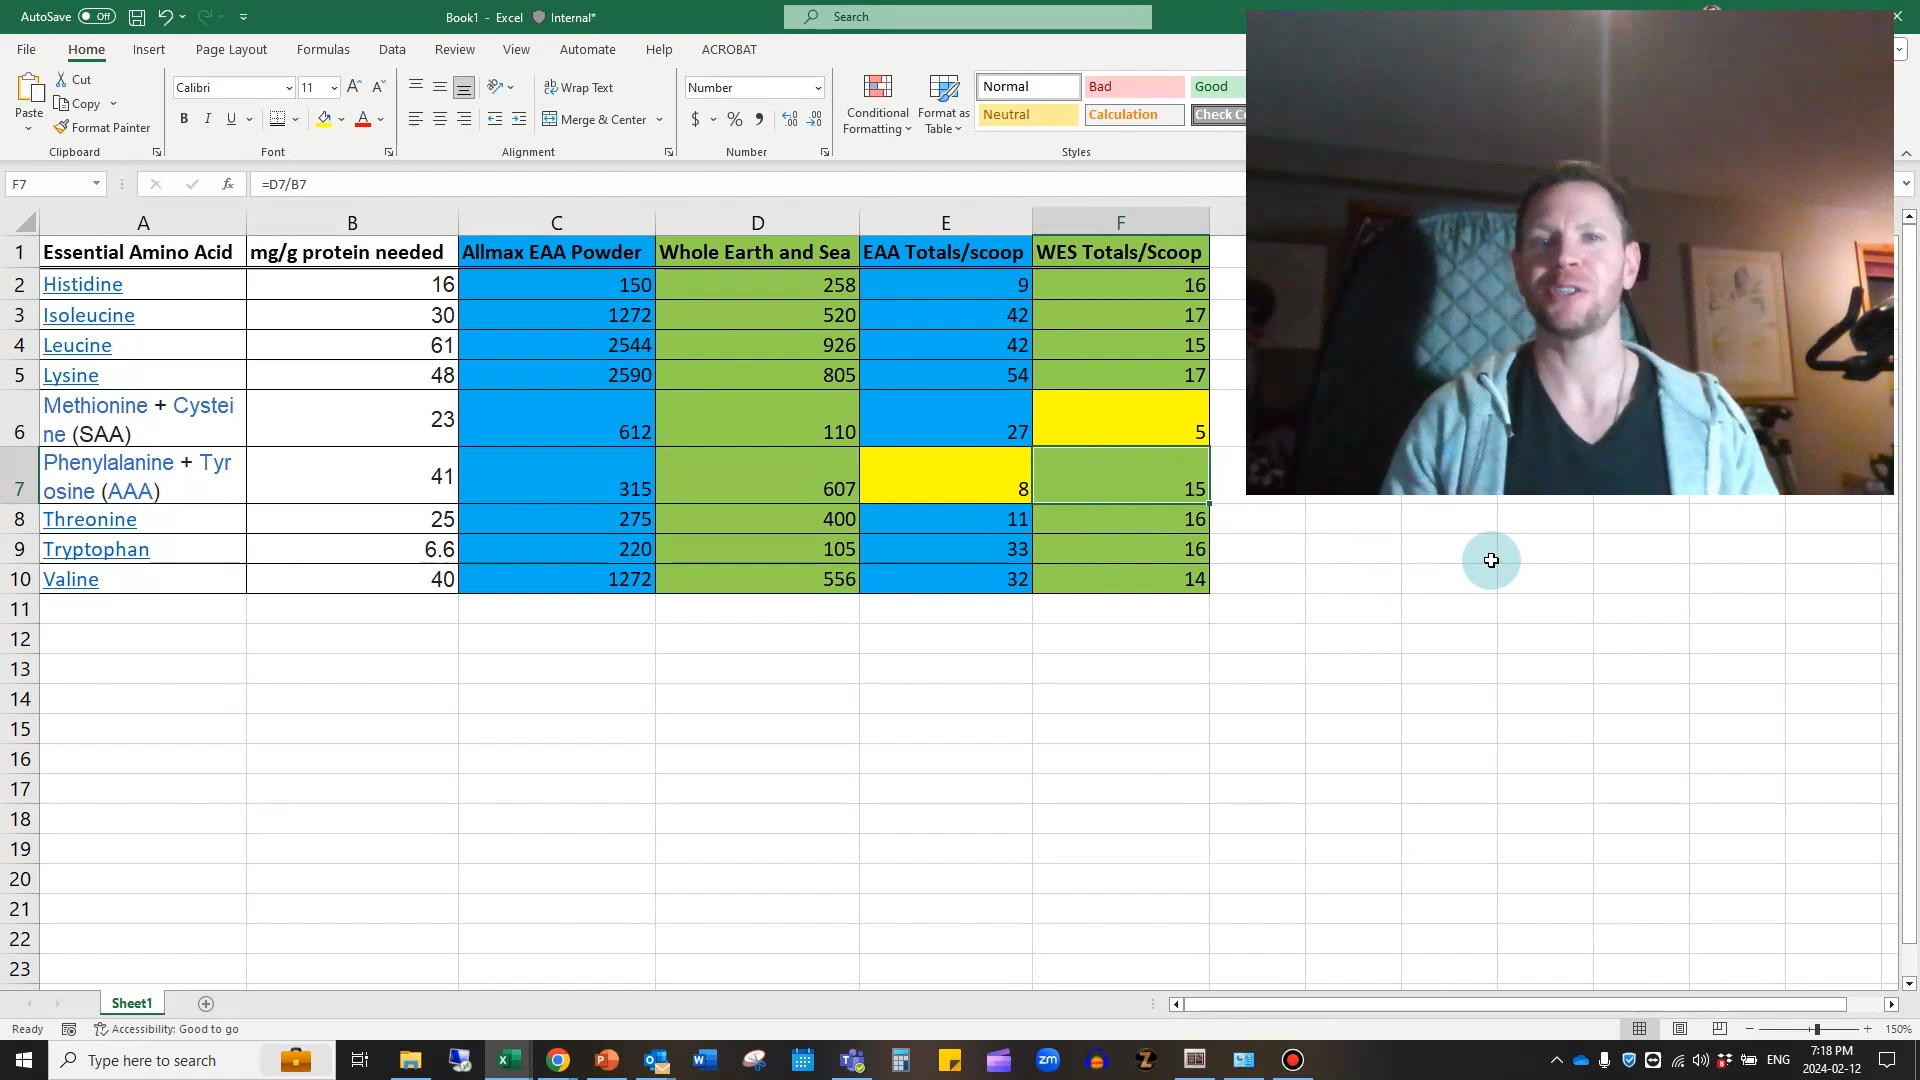 AutoSave Off Book1 - Excel Internal* Search
File Home Insert Page Layout Formulas Data Review View Automate Help ACROBAT
Paste Cut Copy Format Painter
Calibri 11 A A B I U A
ab Wrap Text Merge & Center
Number $ % 9
Conditional Formatting Format as Table
Normal Bad Good
Neutral Calculation Check Ce
Clipboard Font Alignment Number Styles
F7 fx =D7/B7
A B C D E F
1 Essential Amino Acid mg/g protein needed Allmax EAA Powder Whole Earth and Sea EAA Totals/scoop WES Totals/Scoop
2 Histidine 16 150 258 9 16
3 Isoleucine 30 1272 520 42 17
4 Leucine 61 2544 926 42 15
5 Lysine 48 2590 805 54 17
Methionine + Cystei
6 ne (SAA) 23 612 110 27 5
Phenylalanine + Tyr
7 osine (AAA) 41 315 607 8 15
8 Threonine 25 275 400 11 16
9 Tryptophan 6.6 220 105 33 16
10 Valine 40 1272 556 32 14
11
12
13
14
15
16
17
18
19
20
21
22
23
Sheet1
Ready Accessibility: Good to go 150%
Type here to search zm ENG 7:18 PM
2024-02-12